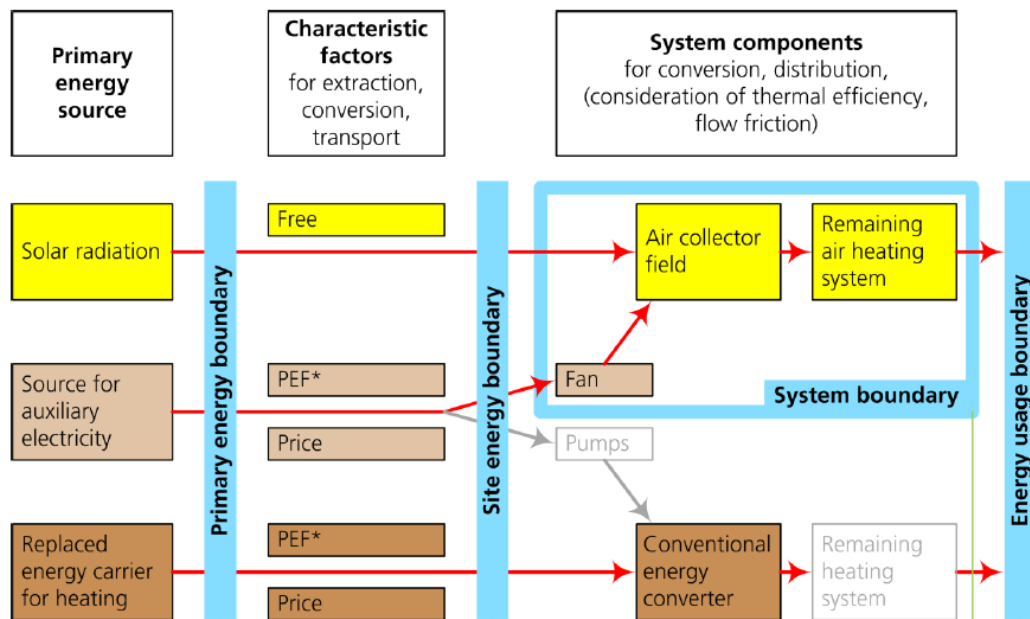 Primary
energy
source
Characteristic
factors
for extraction,
conversion,
transport
System components
for conversion, distribution,
(consideration of thermal efficiency,
flow friction)
Solar radiation
Primary energy boundary
Free
Site energy boundary
Air collector
field
Remaining
air heating
system
Energy usage boundary
Source for
auxiliary
electricity
PEF*
Price
Fan
System boundary
Pumps
Replaced
energy carrier
for heating
PEF*
Price
Conventional
energy
converter
Remaining
heating
system